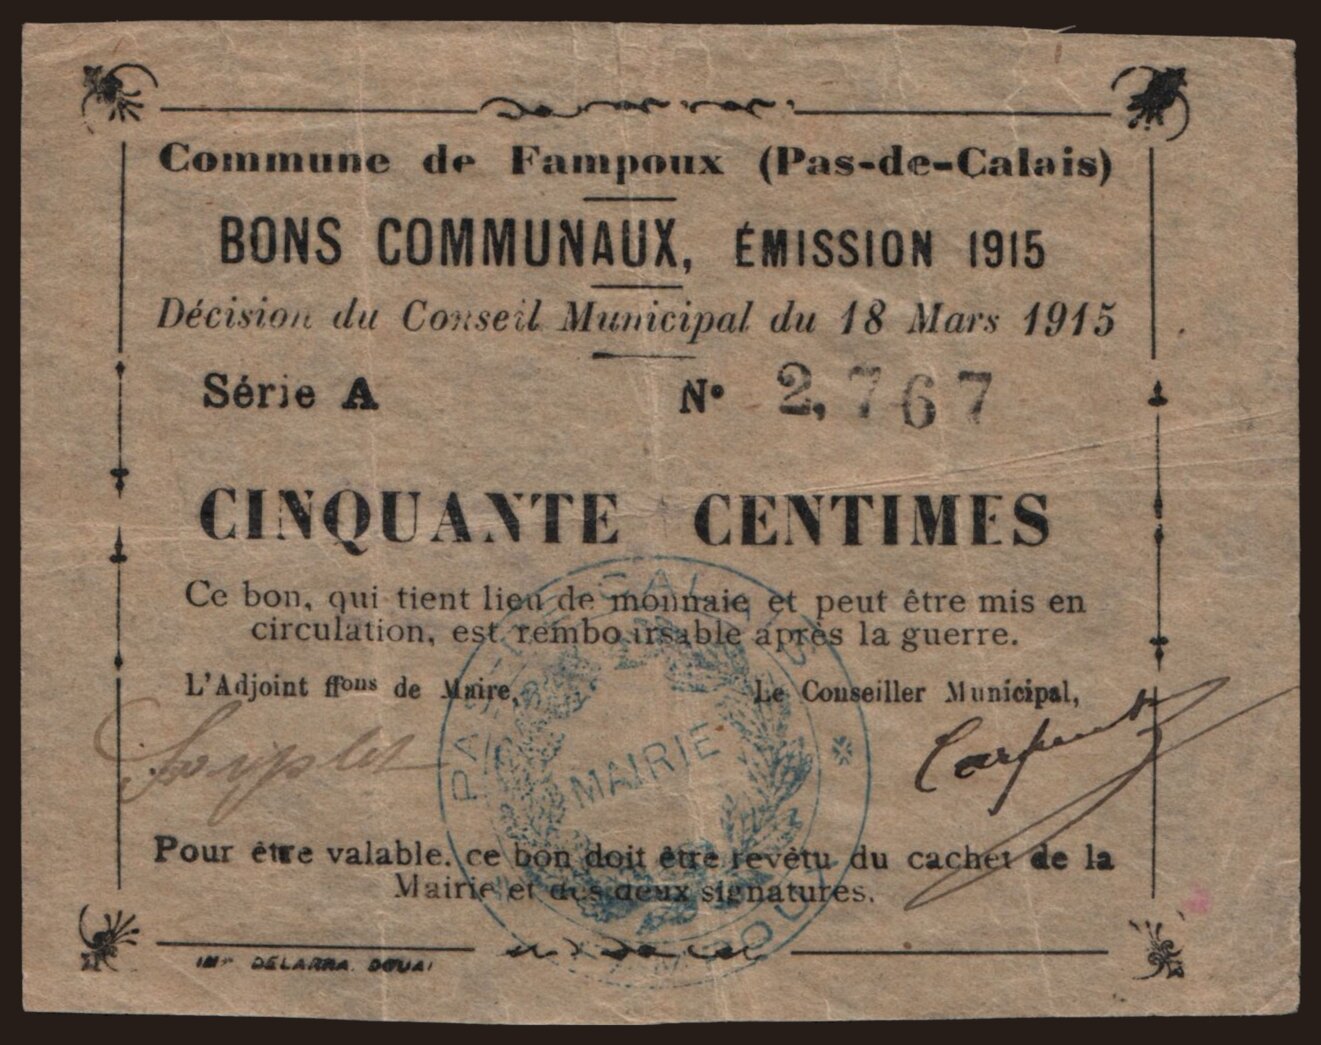 Commune de Fampoux (Pas-de-Calais)
BONS COMMUNAUX, ÉMISSION 1915
Décision du Conseil Municipal du 18 Mars 1915
Série A N° 2,767
CINQUANTE CENTIMES
Ce bon, qui tient lieu de monnaie et peut être mis en
circulation, est remboursable après la guerre.
L'Adjoint ffons de Maire, Le Conseiller Municipal,
MAIRIE
Pour être valable, ce bon doit être revêtu du cachet de la
Mairie et des deux signatures.
IMP DELARRA DOUAI